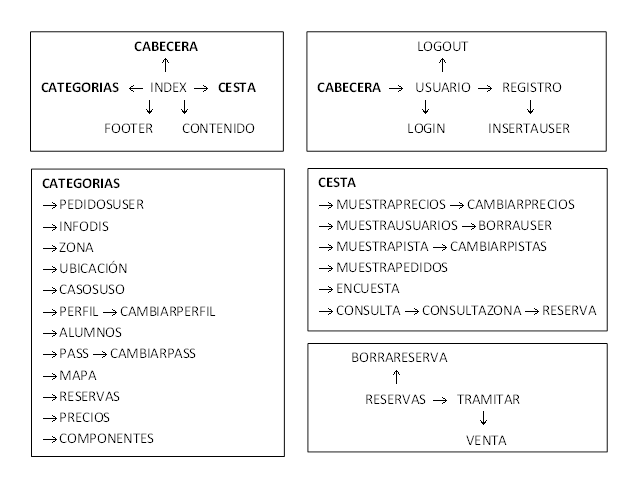 CABECERA
CATEGORIAS ← INDEX → CESTA
FOOTER CONTENIDO
LOGOUT
CABECERA → USUARIO → REGISTRO
LOGIN INSERTAUSER
CATEGORIAS
→PEDIDOSUSER
→INFODIS
→ZONA
→UBICACIÓN
→CASOSUSO
→PERFIL →CAMBIARPERFIL
→ALUMNOS
→PASS →CAMBIARPASS
→MAPA
→RESERVAS
→PRECIOS
→COMPONENTES
CESTA
→MUESTRAPRECIOS →CAMBIARPRECIOS
→MUESTRAUSUARIOS →BORRAUSER
→MUESTRAPISTA →CAMBIARPISTAS
→MUESTRAPEDIDOS
→ENCUESTA
→CONSULTA →CONSULTAZONA →RESERVA
BORRARESERVA
RESERVAS → TRAMITAR
VENTA